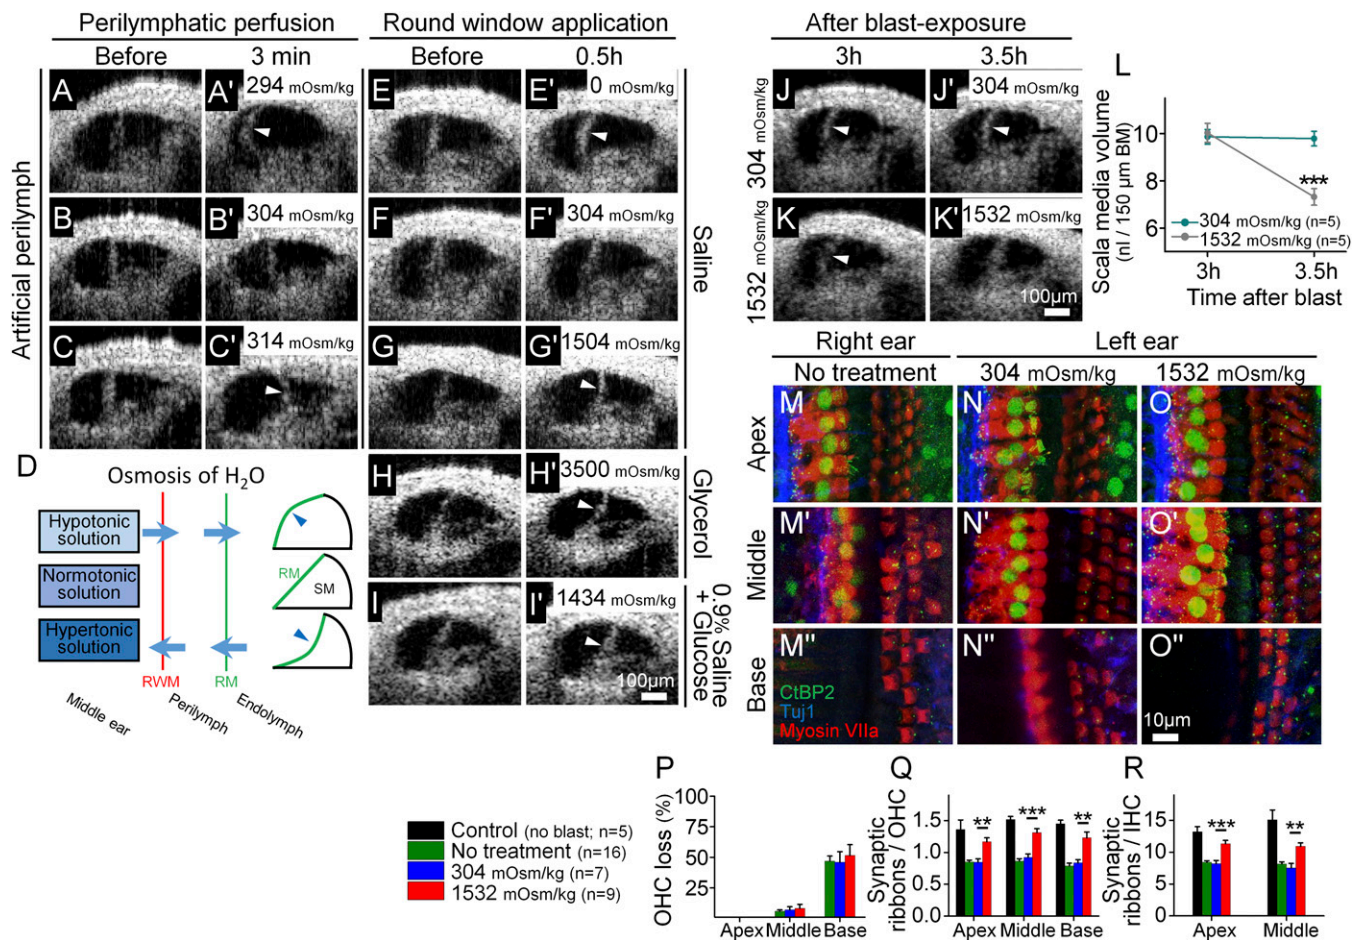 Perilymphatic perfusion
Round window application
Before
3 min
Before
0.5h
Artificial perilymph
A
A' 294 mOsm/kg
E
E' 0 mOsm/kg
B
B' 304 mOsm/kg
F
F' 304 mOsm/kg
Saline
C
C' 314 mOsm/kg
G
G' 1504 mOsm/kg
H
H' 3500 mOsm/kg
Glycerol
I
I' 1434 mOsm/kg
0.9% Saline
+ Glucose
100µm
D
Osmosis of H₂O
Hypotonic
solution
Normotonic
solution
Hypertonic
solution
RM
SM
RWM
RM
Middle ear
Perilymph
Endolymph
After blast-exposure
3h
3.5h
304 mOsm/kg
J
J' 304 mOsm/kg
1532 mOsm/kg
K
K' 1532 mOsm/kg
100µm
L
Scala media volume
(nl / 150 µm BM)
10
8
6
***
304 mOsm/kg (n=5)
1532 mOsm/kg (n=5)
3h
3.5h
Time after blast
Right ear
Left ear
No treatment
304 mOsm/kg
1532 mOsm/kg
Apex
M
N
O
Middle
M'
N'
O'
Base
M''
N''
O''
CtBP2
Tuj1
Myosin VIIa
10µm
Control (no blast; n=5)
No treatment (n=16)
304 mOsm/kg (n=7)
1532 mOsm/kg (n=9)
P
OHC loss (%)
100
75
50
25
Apex Middle Base
Q
Synaptic
ribbons / OHC
1.5
1.0
0.5
0.0
**
***
**
Apex Middle Base
R
Synaptic
ribbons / IHC
15
10
5
0
***
**
Apex Middle